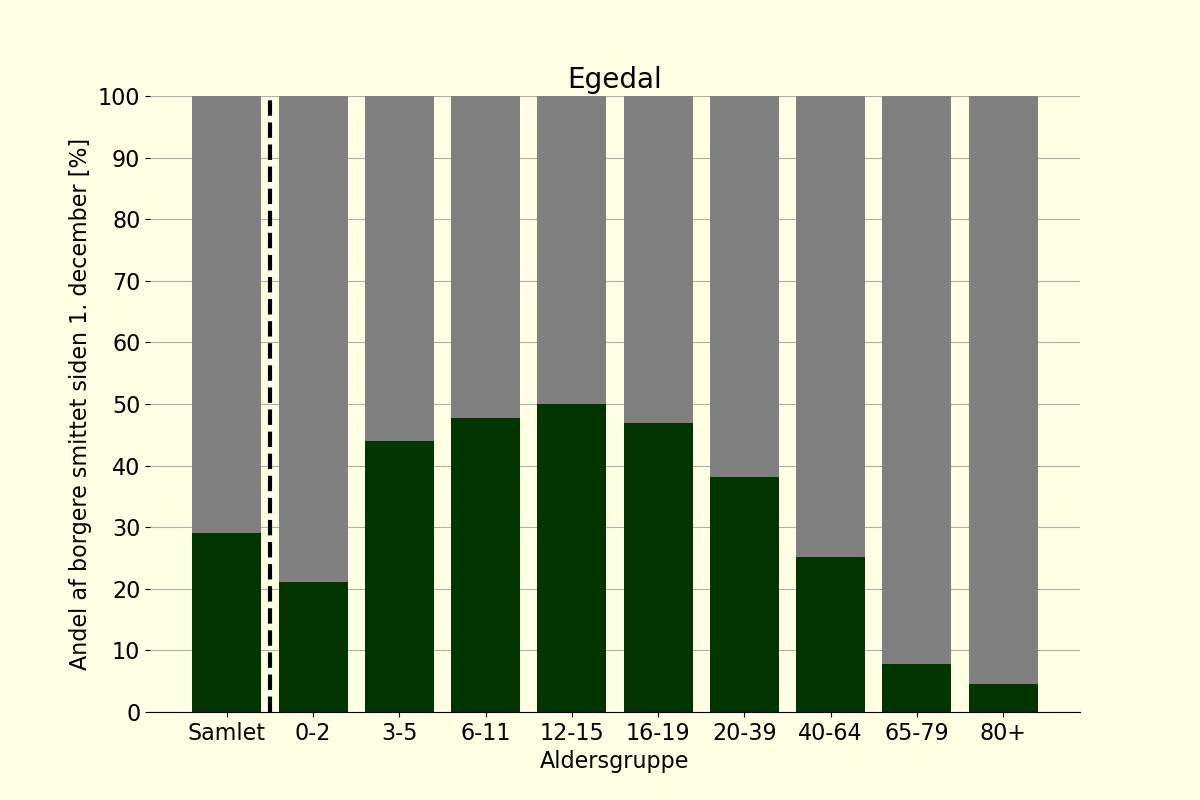 Egedal
Andel af borgere smittet siden 1. december [%]
100
90
80
70
60
50
40
30
20
10
0
Samlet 0-2 3-5 6-11 12-15 16-19 20-39 40-64 65-79 80+
Aldersgruppe